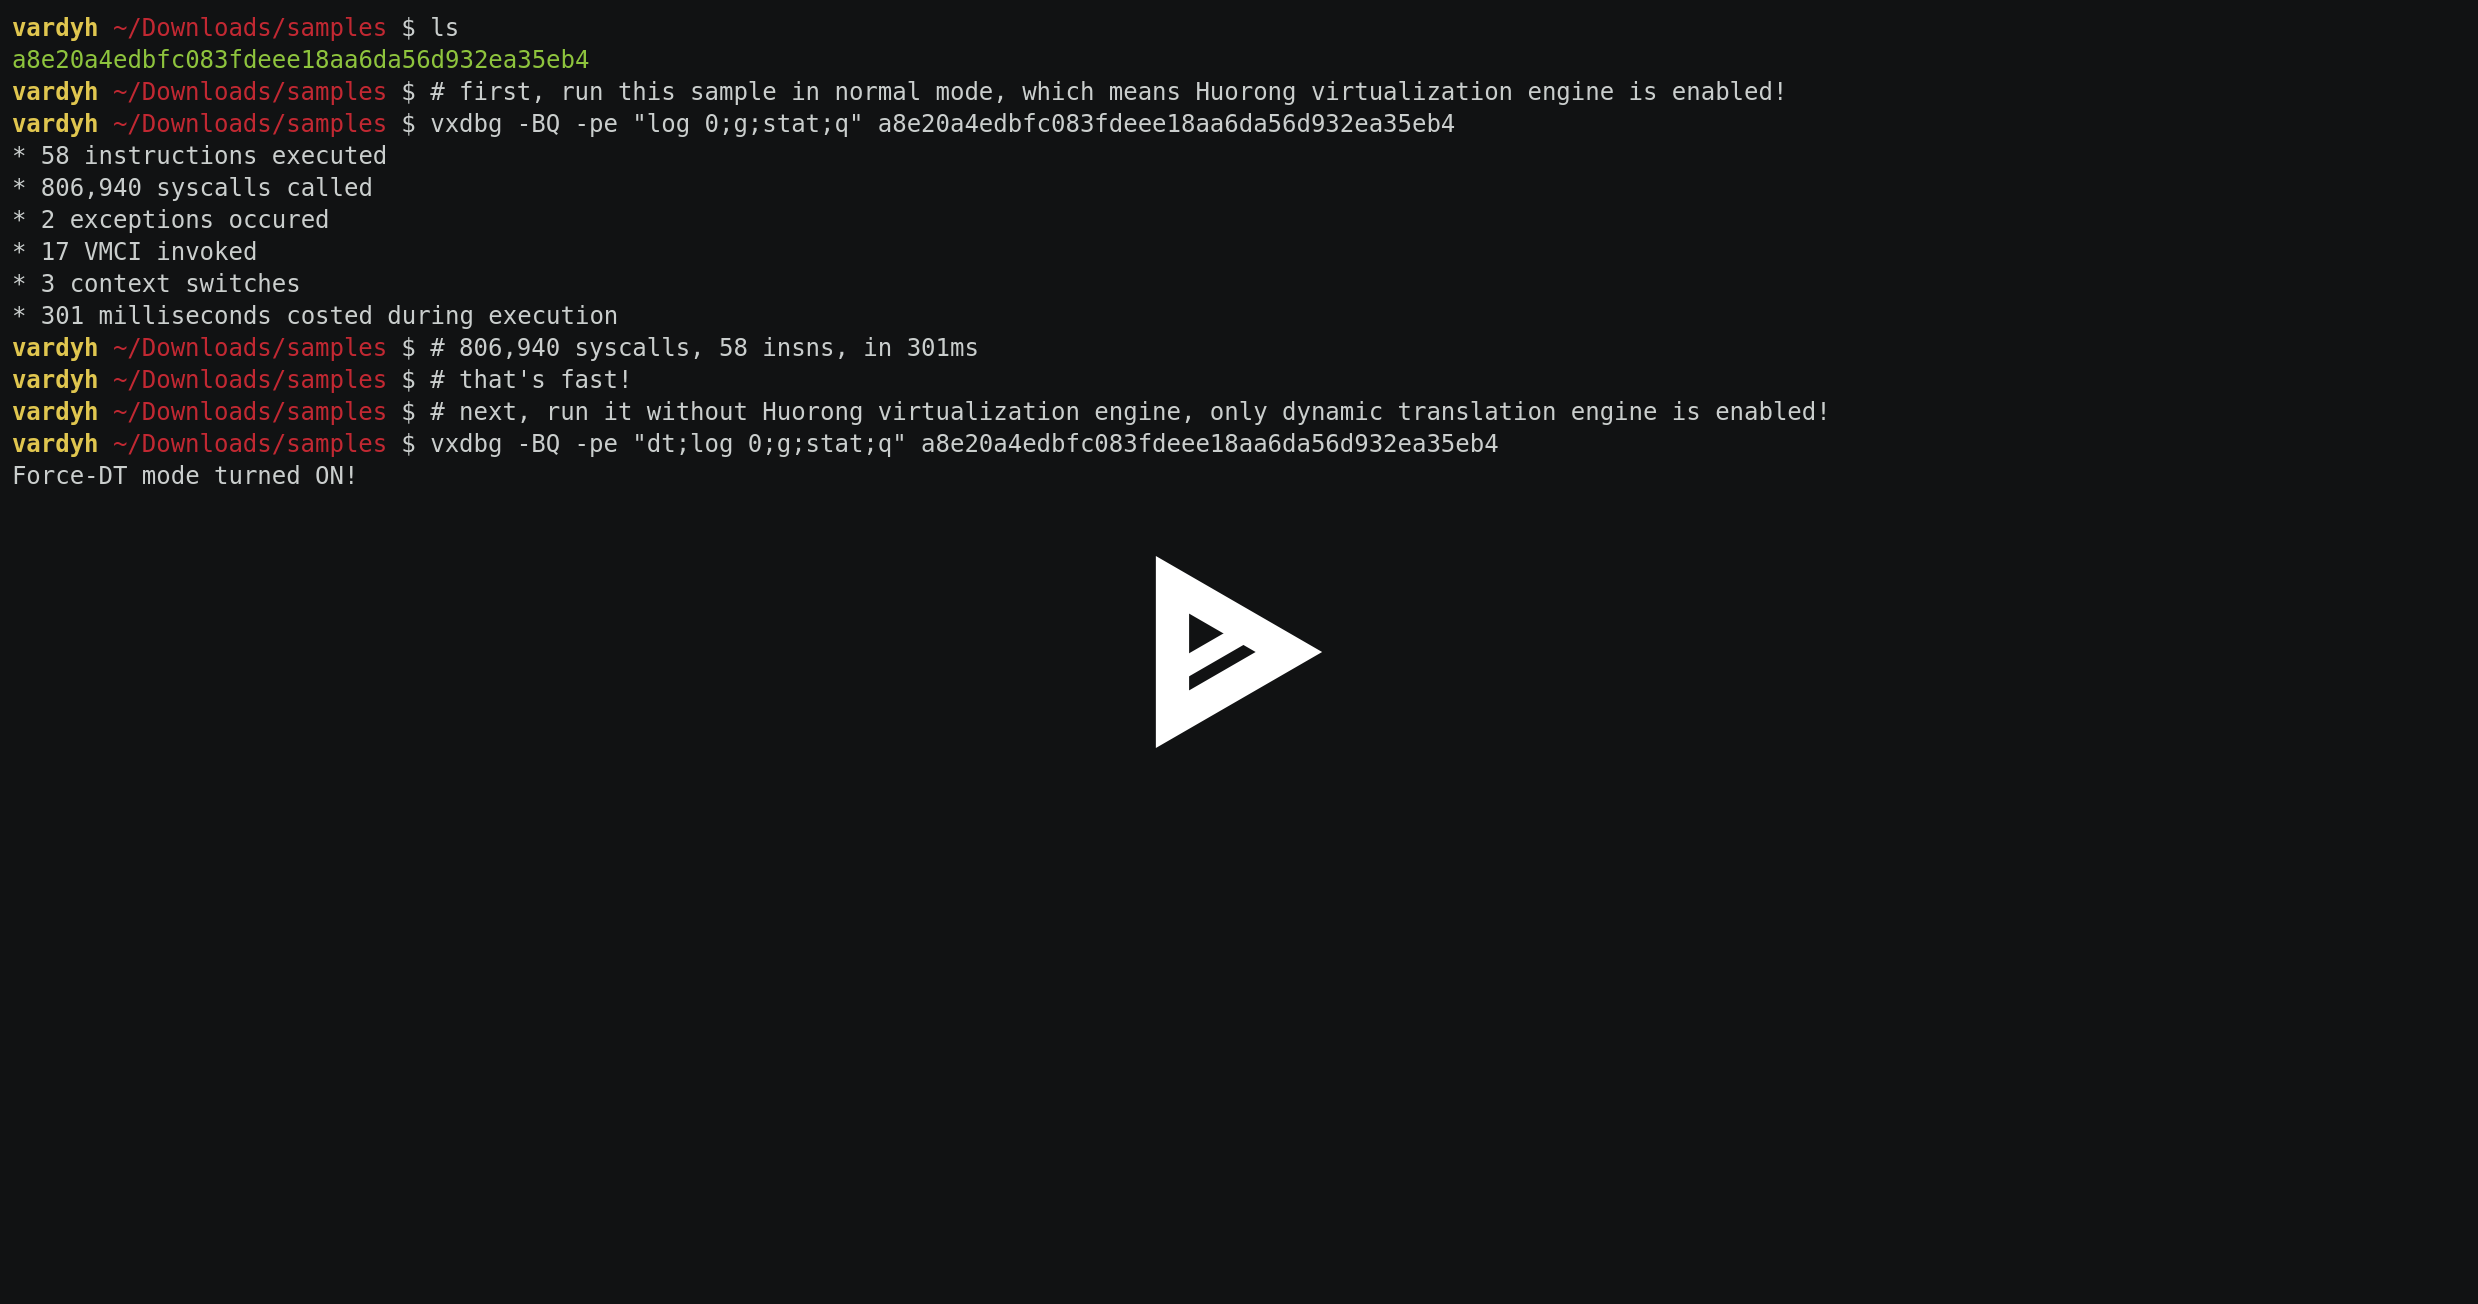 vardyh ~/Downloads/samples $ ls
a8e20a4edbfc083fdeee18aa6da56d932ea35eb4
vardyh ~/Downloads/samples $ # first, run this sample in normal mode, which means Huorong virtualization engine is enabled!
vardyh ~/Downloads/samples $ vxdbg -BQ -pe "log 0;g;stat;q" a8e20a4edbfc083fdeee18aa6da56d932ea35eb4
* 58 instructions executed
* 806,940 syscalls called
* 2 exceptions occured
* 17 VMCI invoked
* 3 context switches
* 301 milliseconds costed during execution
vardyh ~/Downloads/samples $ # 806,940 syscalls, 58 insns, in 301ms
vardyh ~/Downloads/samples $ # that's fast!
vardyh ~/Downloads/samples $ # next, run it without Huorong virtualization engine, only dynamic translation engine is enabled!
vardyh ~/Downloads/samples $ vxdbg -BQ -pe "dt;log 0;g;stat;q" a8e20a4edbfc083fdeee18aa6da56d932ea35eb4
Force-DT mode turned ON!